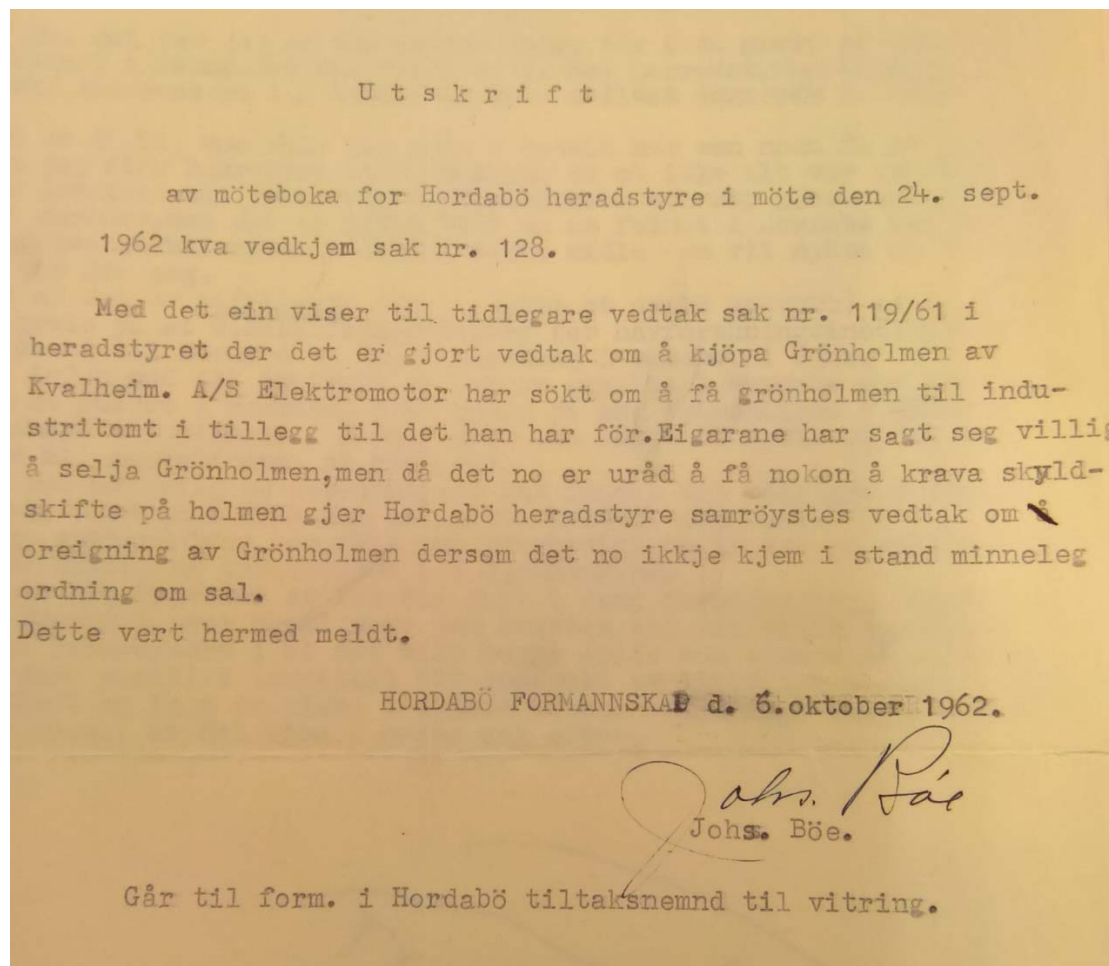 U t s k r i f t
av möteboka for Hordabö heradstyre i möte den 24. sept.
1962 kva vedkjem sak nr. 128.
Med det ein viser til tidlegare vedtak sak nr. 119/61 i
heradstyret der det er gjort vedtak om å kjöpa Grönholmen av
Kvalheim. A/S Elektromotor har sökt om å få grönholmen til indu-
stritomt i tillegg til det han har för.Eigarane har sagt seg villig
å selja Grönholmen,men då det no er uråd å få nokon å krava skyld-
skifte på holmen gjer Hordabö heradstyre samröystes vedtak om
oreigning av Grönholmen dersom det no ikkje kjem i stand minneleg
ordning om sal.
Dette vert hermed meldt.
HORDABÖ FORMANNSKAP d. 6.oktober 1962.
Johs. Böe
Johs. Böe.
Går til form. i Hordabö tiltaksnemnd til vitring.